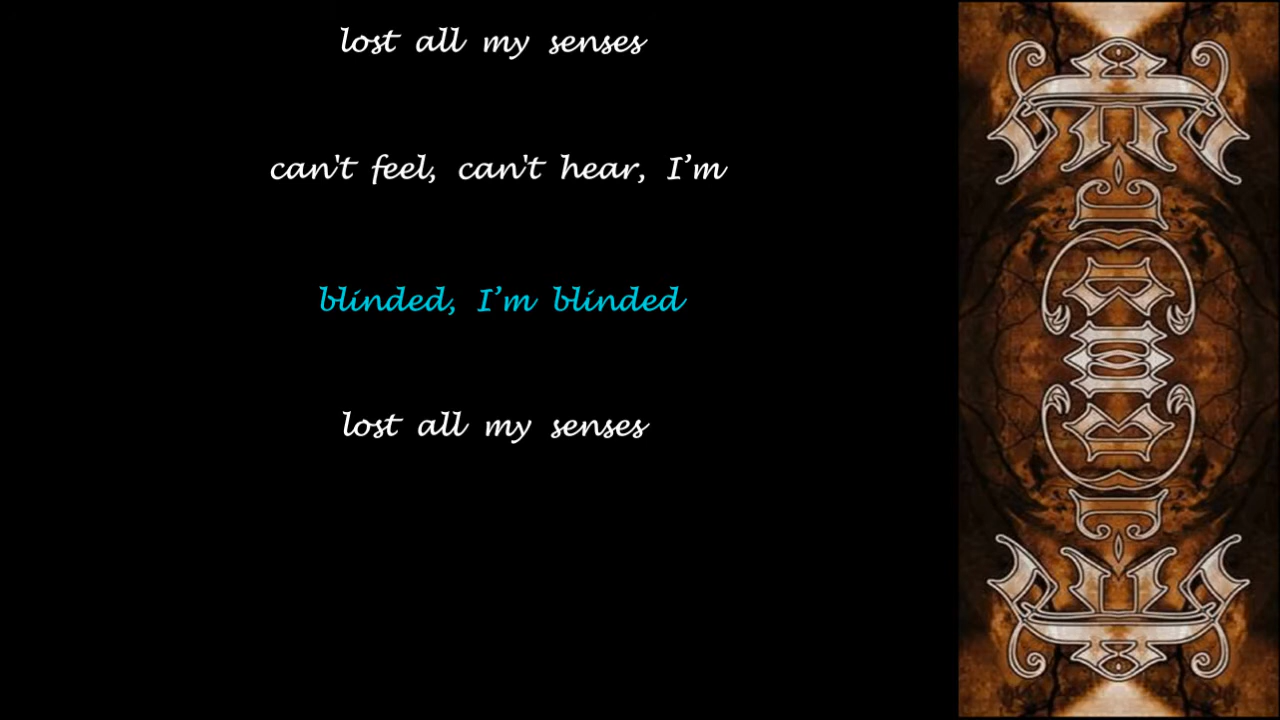 lost all my senses
can't feel, can't hear, I’m
blinded, I’m blinded
lost all my senses